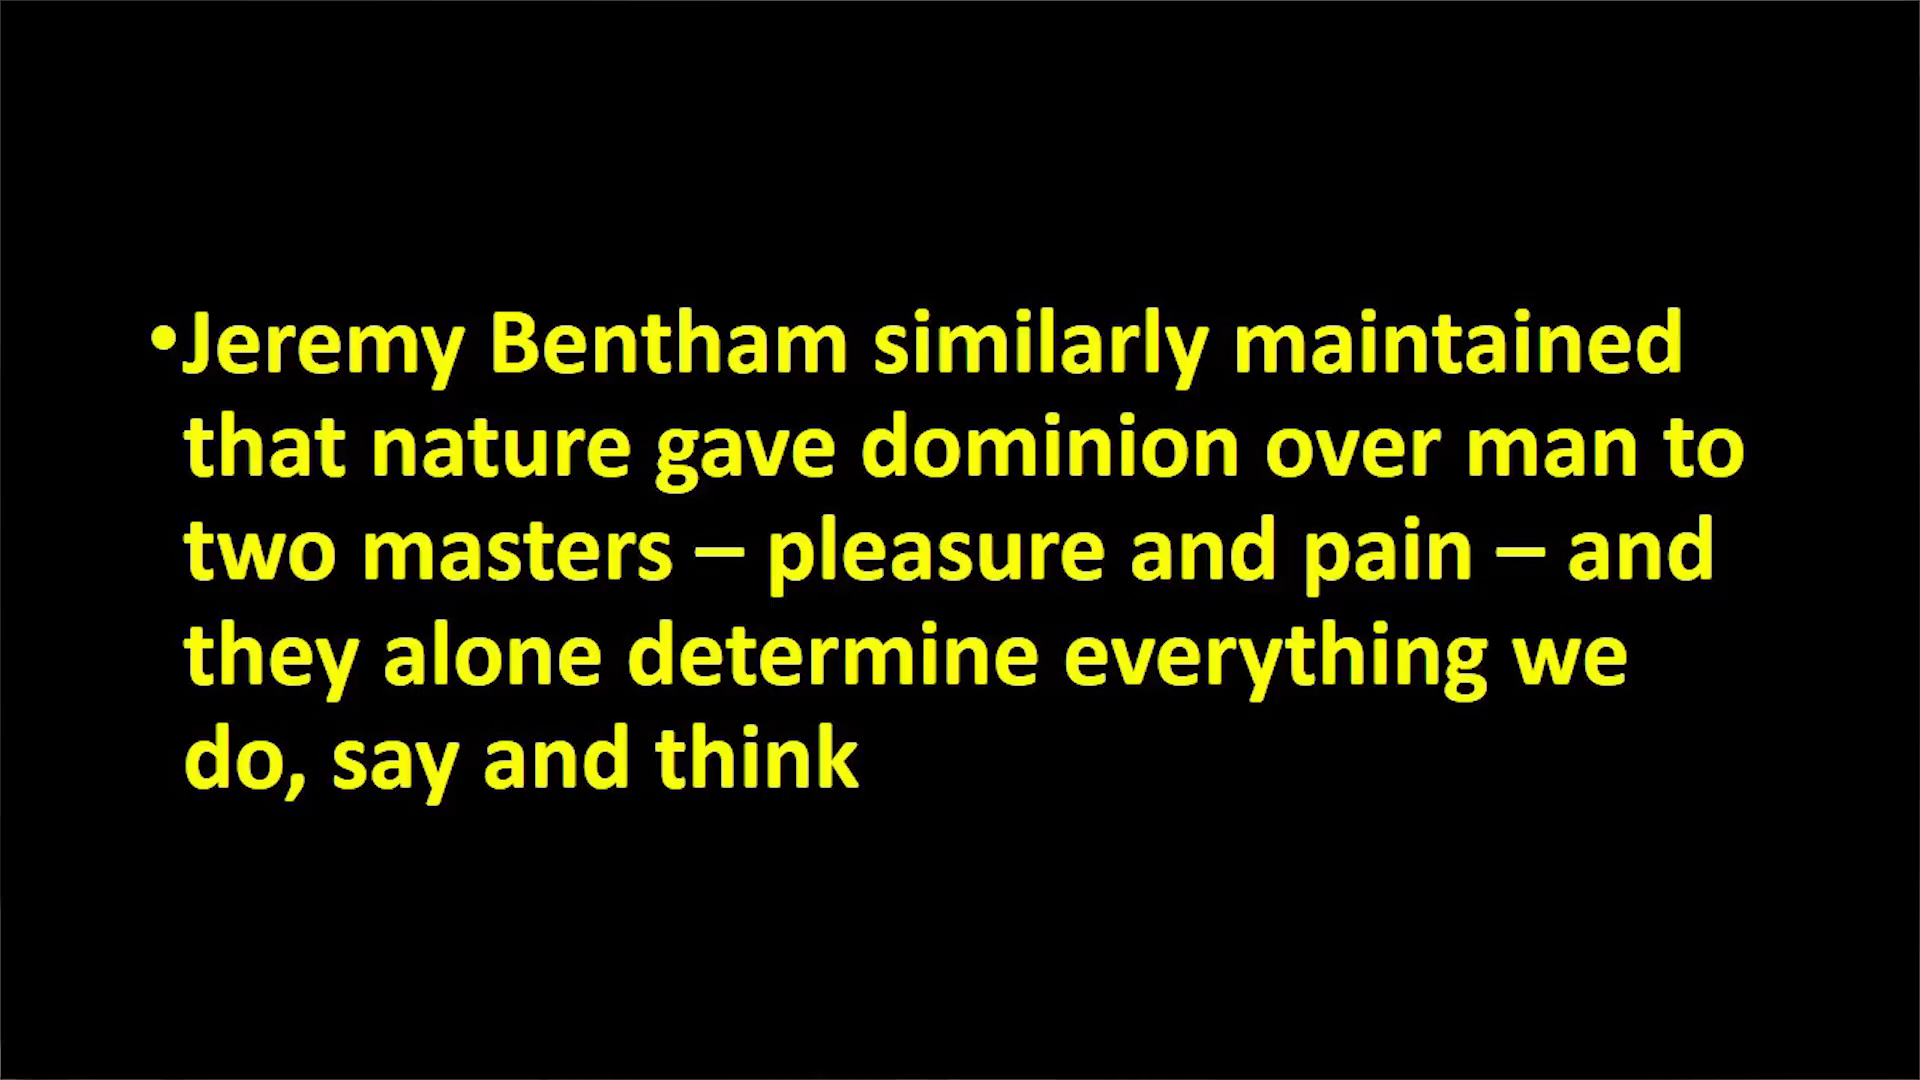 •Jeremy Bentham similarly maintained
that nature gave dominion over man to
two masters – pleasure and pain – and
they alone determine everything we
do, say and think